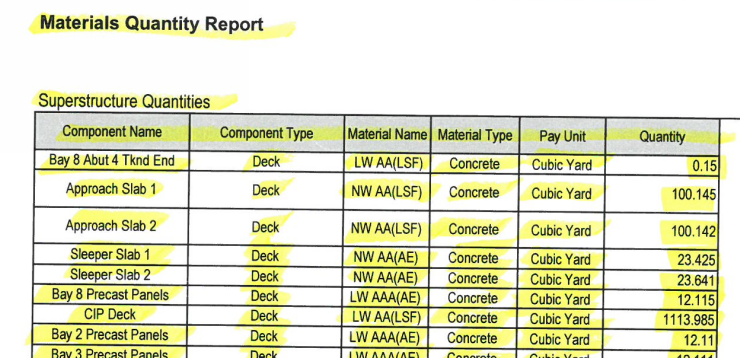 Materials Quantity Report
Superstructure Quantities
Component Name Component Type Material Name Material Type Pay Unit Quantity
Bay 8 Abut 4 Tknd End Deck LW AA(LSF) Concrete Cubic Yard 0.15
Approach Slab 1 Deck NW AA(LSF) Concrete Cubic Yard 100.145
Approach Slab 2 Deck NW AA(LSF) Concrete Cubic Yard 100.142
Sleeper Slab 1 Deck NW AA(AE) Concrete Cubic Yard 23.425
Sleeper Slab 2 Deck NW AA(AE) Concrete Cubic Yard 23.641
Bay 8 Precast Panels Deck LW AAA(AE) Concrete Cubic Yard 12.115
CIP Deck Deck LW AA(LSF) Concrete Cubic Yard 1113.985
Bay 2 Precast Panels Deck LW AAA(AE) Concrete Cubic Yard 12.11
Bay 3 Precast Panels Deck LW AAA(AE) Concrete Cubic Yard